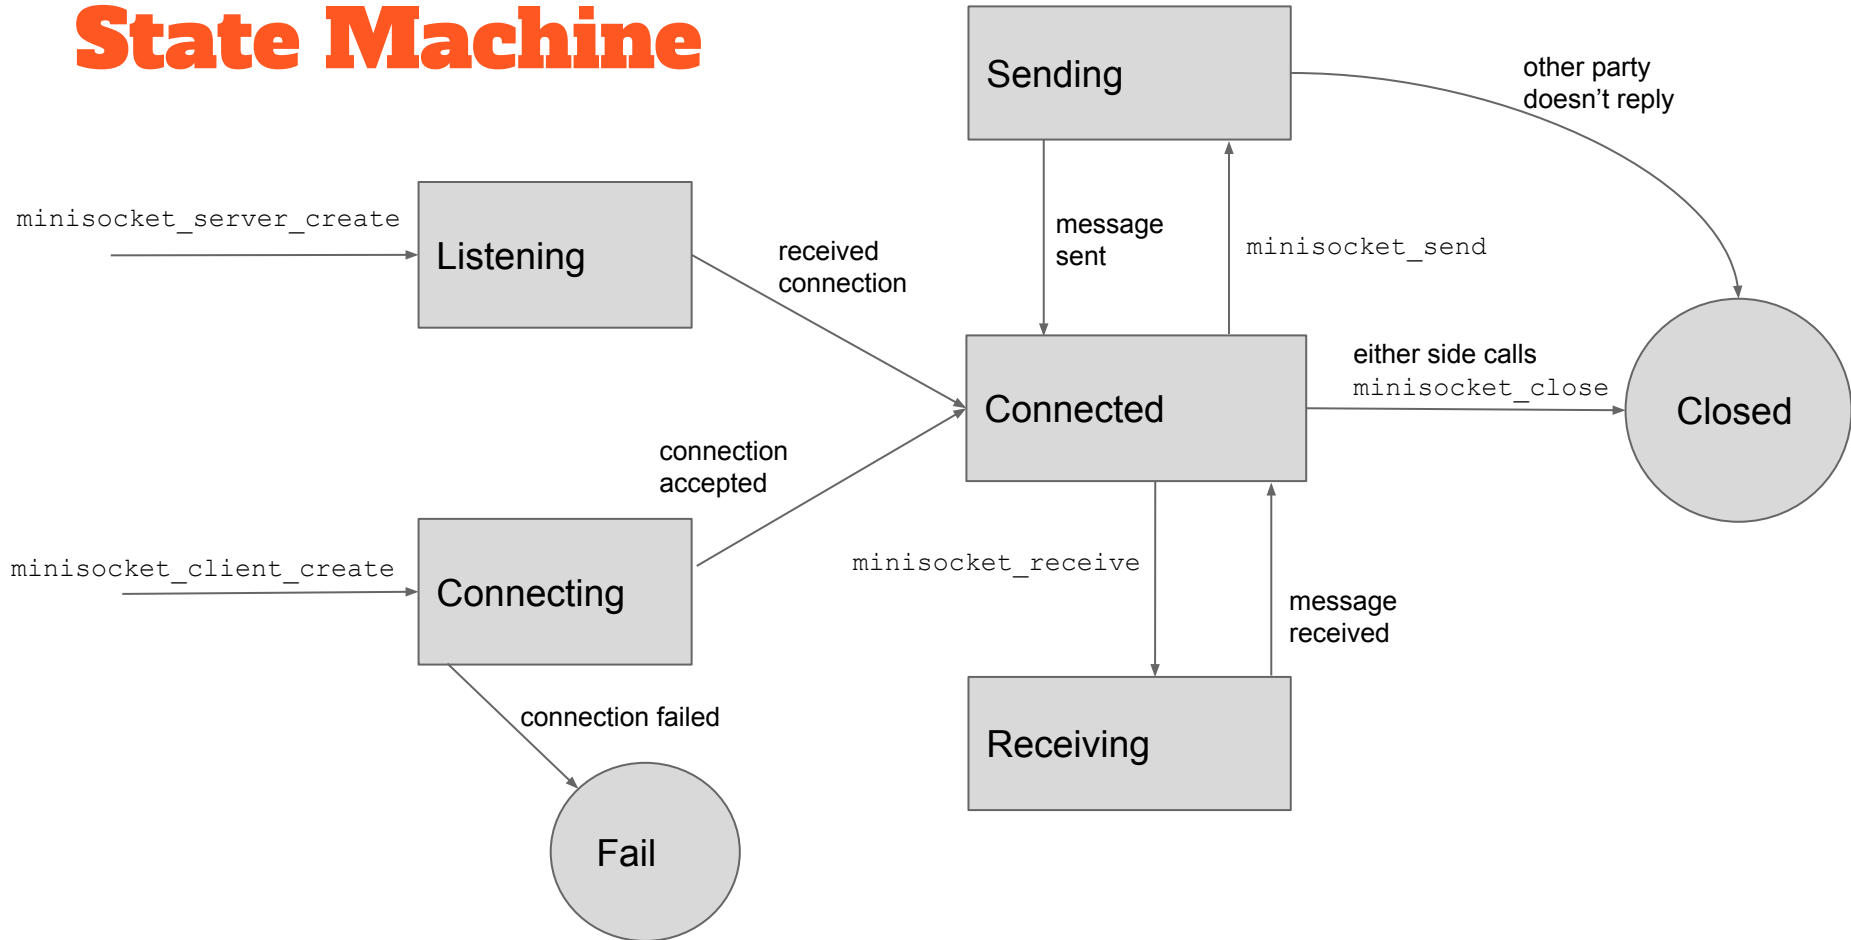 State Machine
Sending
other party
doesn't reply
minisocket_server_create
Listening
received
connection
message
sent
minisocket_send
either side calls
minisocket_close
Connected
Closed
connection
accepted
minisocket_client_create
Connecting
minisocket_receive
message
received
connection failed
Receiving
Fail